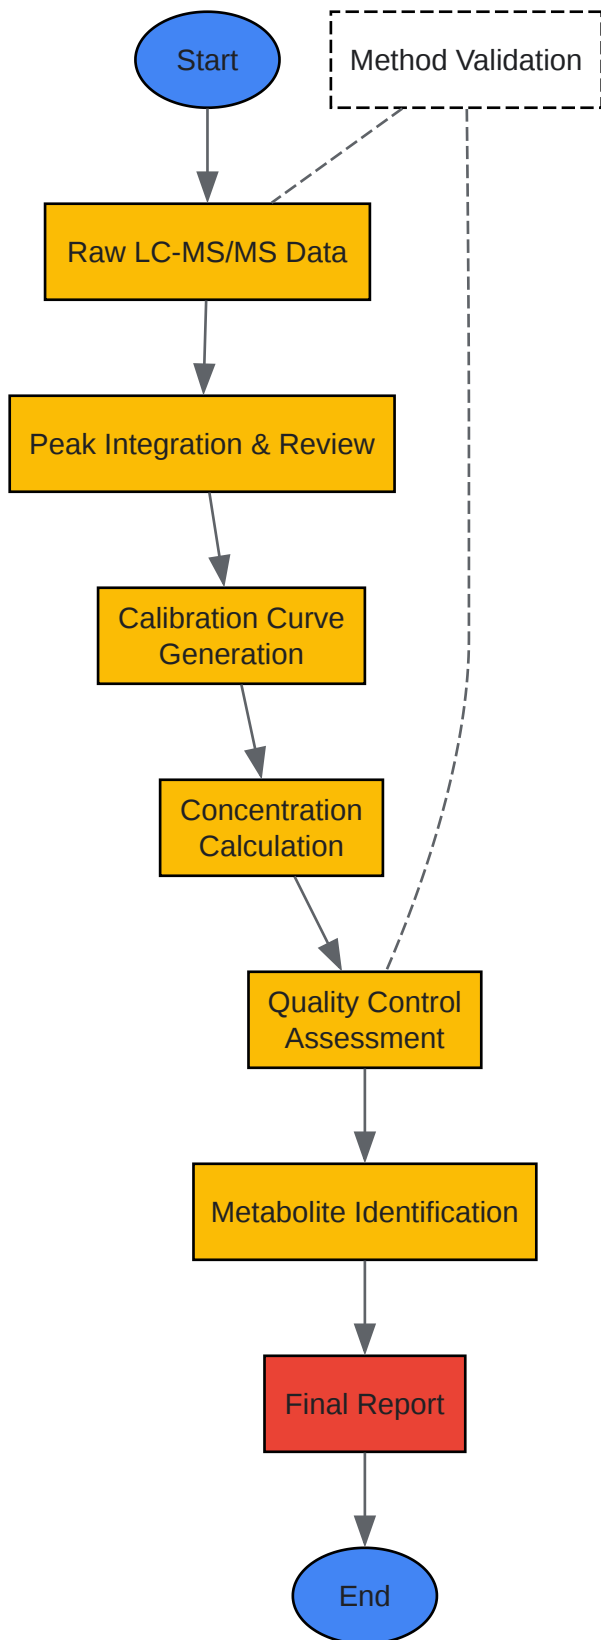 Start
Method Validation
Raw LC-MS/MS Data
Peak Integration & Review
Calibration Curve
Generation
Concentration
Calculation
Quality Control
Assessment
Metabolite Identification
Final Report
End